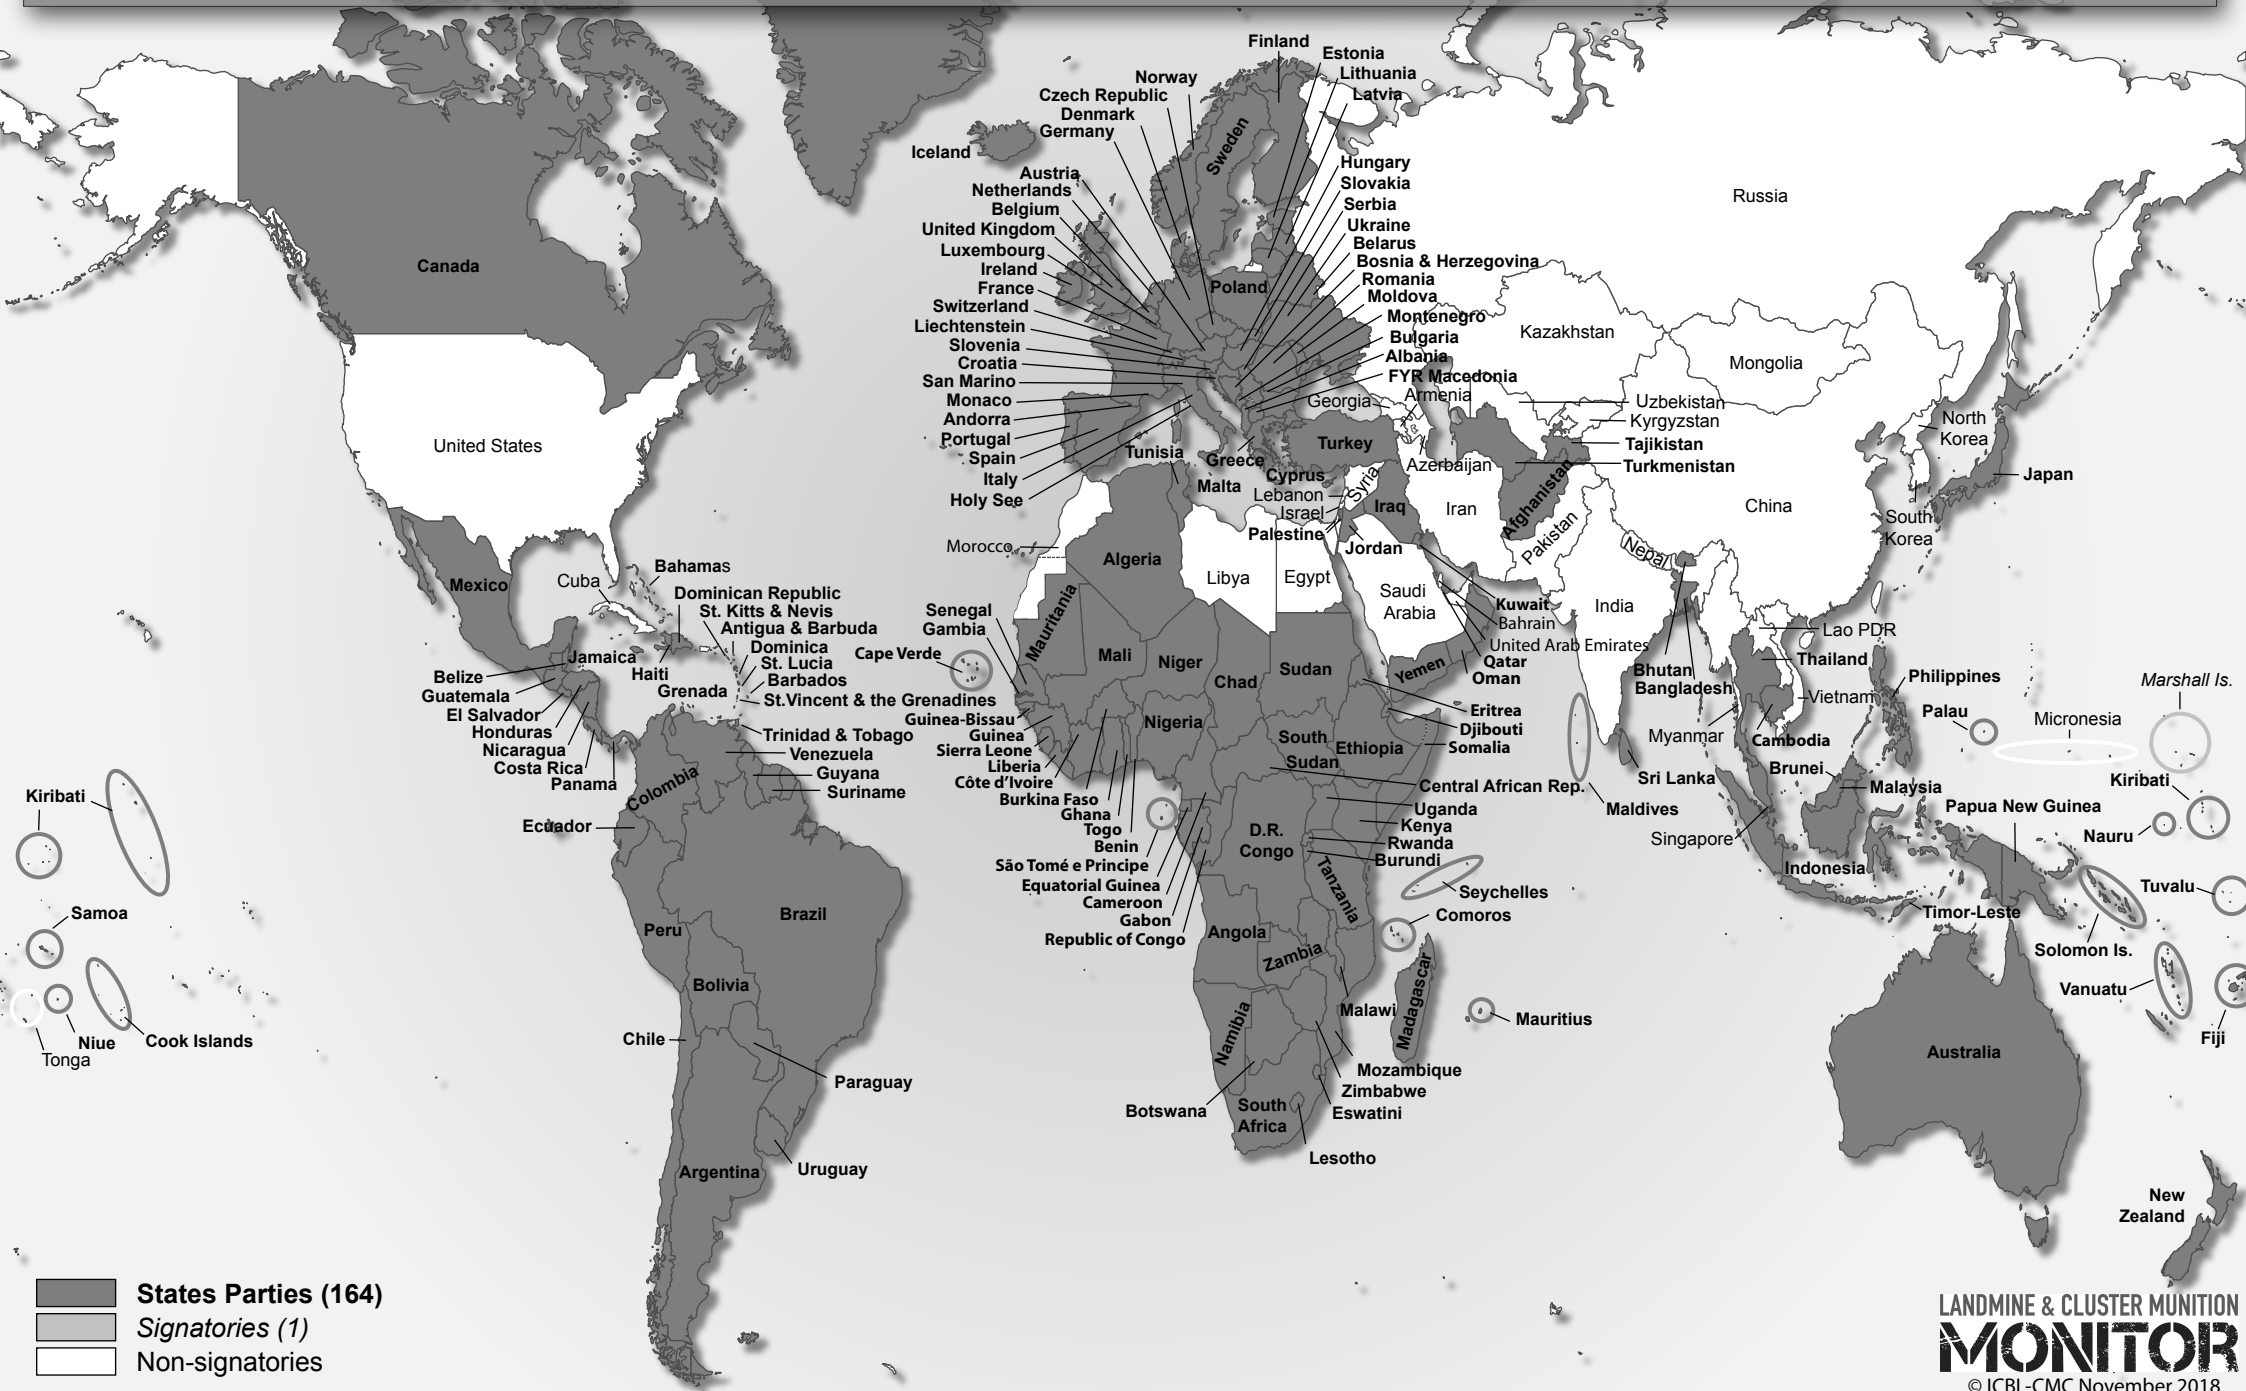 Finland
Estonia
Lithuania
Latvia
Norway
Czech Republic
Denmark
Germany
Iceland
Sweden
Austria
Netherlands
Belgium
United Kingdom
Luxembourg
Ireland
France
Switzerland
Liechtenstein
Slovenia
Croatia
San Marino
Monaco
Andorra
Portugal
Spain
Italy
Holy See
Hungary
Slovakia
Serbia
Ukraine
Belarus
Bosnia & Herzegovina
Romania
Moldova
Montenegro
Bulgaria
Albania
FYR Macedonia
Poland
Russia
Canada
United States
Kazakhstan
Mongolia
Georgia
Armenia
Uzbekistan
Kyrgyzstan
Tajikistan
Turkmenistan
Azerbaijan
Turkey
Tunisia
Greece
Malta
Cyprus
Lebanon
Israel
Palestine
Syria
Iraq
Jordan
Iran
Afghanistan
Pakistan
Nepal
China
North
Korea
South
Korea
Japan
Morocco
Algeria
Libya
Egypt
Saudi
Arabia
Kuwait
Bahrain
United Arab Emirates
Qatar
Oman
Yemen
India
Bhutan
Bangladesh
Myanmar
Lao PDR
Thailand
Vietnam
Cambodia
Philippines
Palau
Micronesia
Marshall Is.
Kiribati
Nauru
Tuvalu
Brunei
Malaysia
Papua New Guinea
Singapore
Indonesia
Timor-Leste
Solomon Is.
Vanuatu
Fiji
Sri Lanka
Maldives
Mexico
Cuba
Bahamas
Dominican Republic
St. Kitts & Nevis
Antigua & Barbuda
Dominica
St. Lucia
Barbados
St.Vincent & the Grenadines
Jamaica
Haiti
Grenada
Trinidad & Tobago
Venezuela
Guyana
Suriname
Belize
Guatemala
El Salvador
Honduras
Nicaragua
Costa Rica
Panama
Colombia
Ecuador
Peru
Brazil
Bolivia
Chile
Paraguay
Argentina
Uruguay
Kiribati
Samoa
Niue
Tonga
Cook Islands
Senegal
Gambia
Cape Verde
Mauritania
Mali
Niger
Chad
Sudan
Guinea-Bissau
Guinea
Sierra Leone
Liberia
Côte d’Ivoire
Burkina Faso
Ghana
Togo
Benin
São Tomé e Principe
Equatorial Guinea
Cameroon
Gabon
Republic of Congo
Nigeria
South
Sudan
Ethiopia
Eritrea
Djibouti
Somalia
Central African Rep.
Uganda
Kenya
Rwanda
Burundi
D.R.
Congo
Tanzania
Seychelles
Comoros
Angola
Zambia
Malawi
Madagascar
Mauritius
Namibia
Mozambique
Zimbabwe
Eswatini
Botswana
South
Africa
Lesotho
Australia
New
Zealand
States Parties (164)
Signatories (1)
Non-signatories
LANDMINE & CLUSTER MUNITION
MONITOR
© ICBL-CMC November 2018